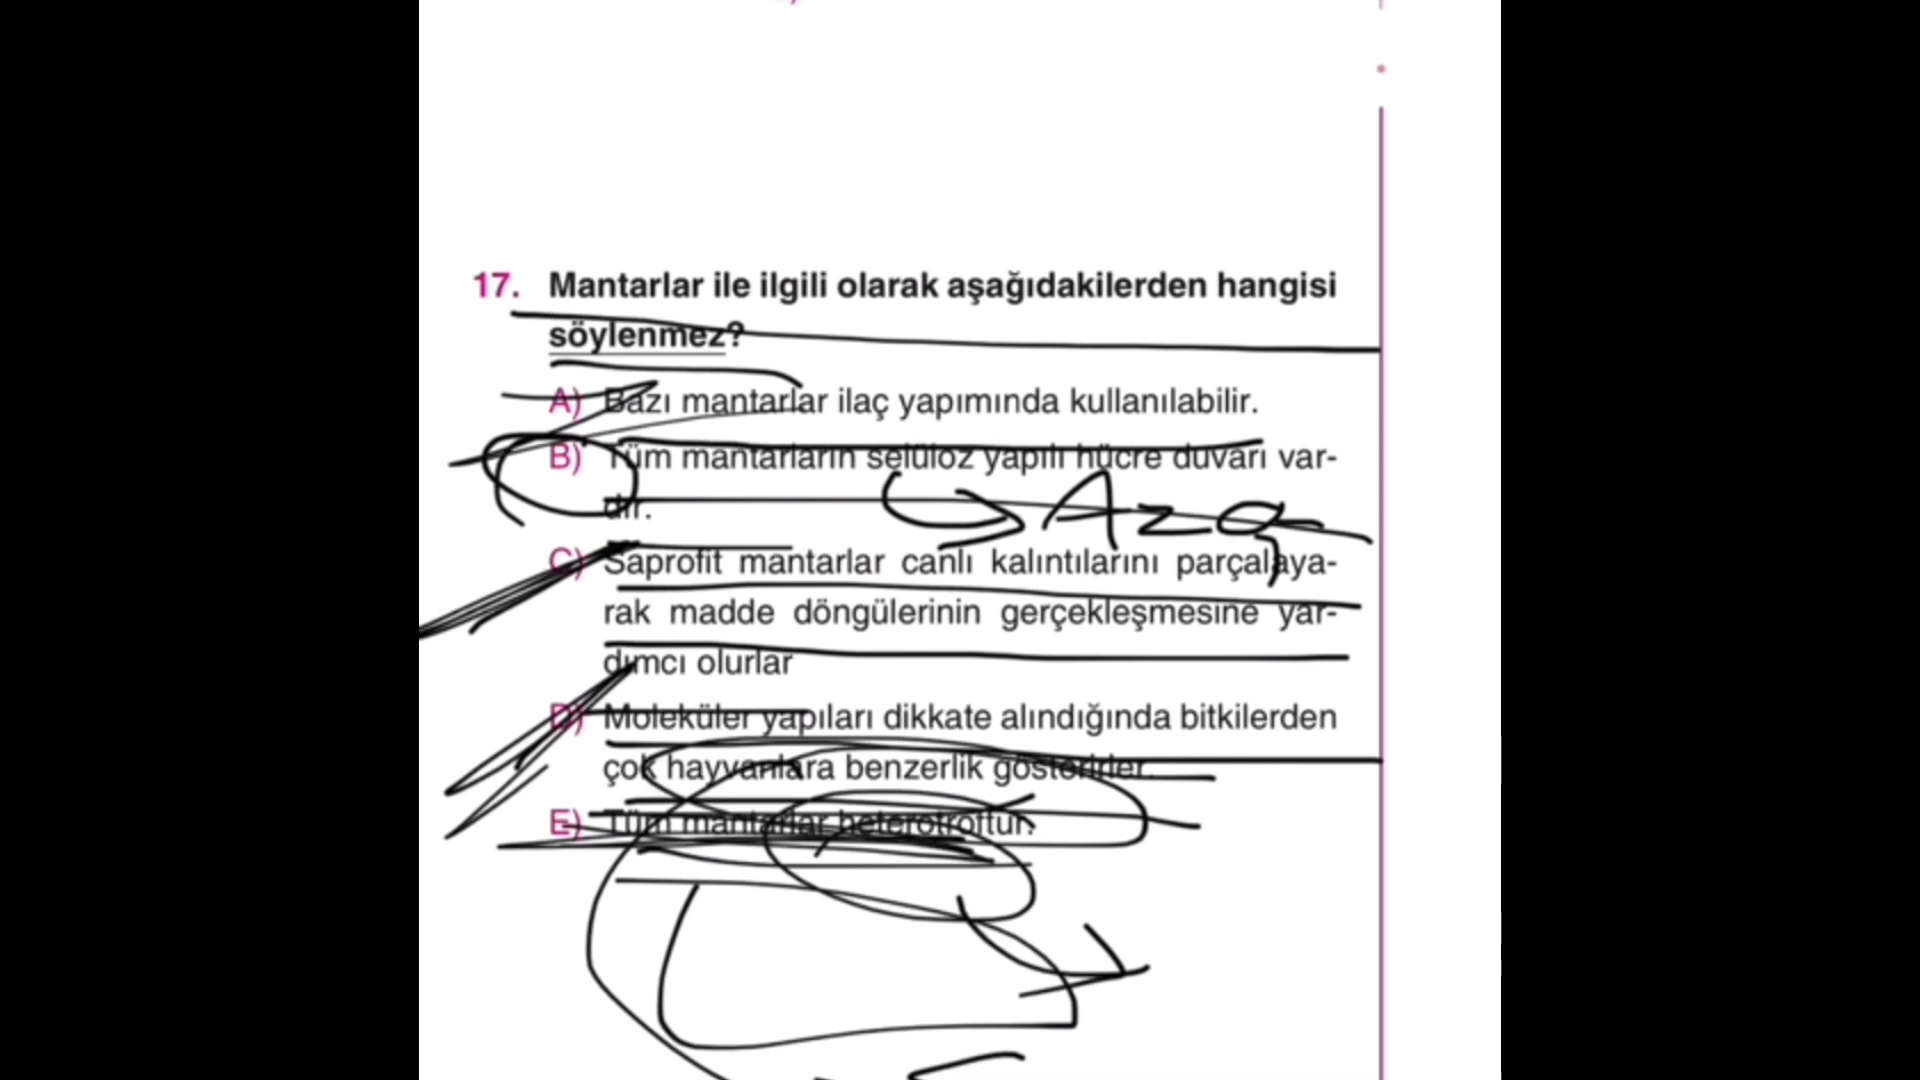 17. Mantarlar ile ilgili olarak aşağıdakilerden hangisi
söylenmez?
A) Bazı mantarlar ilaç yapımında kullanılabilir.
B) Tüm mantarların selüloz yapılı hücre duvarı var-
dır.
C) Saprofit mantarlar canlı kalıntılarını parçalaya-
rak madde döngülerinin gerçekleşmesine yar-
dımcı olurlar
D) Moleküler yapıları dikkate alındığında bitkilerden
çok hayvanlara benzerlik gösterirler.
E) Tüm mantarlar heterotroftur.